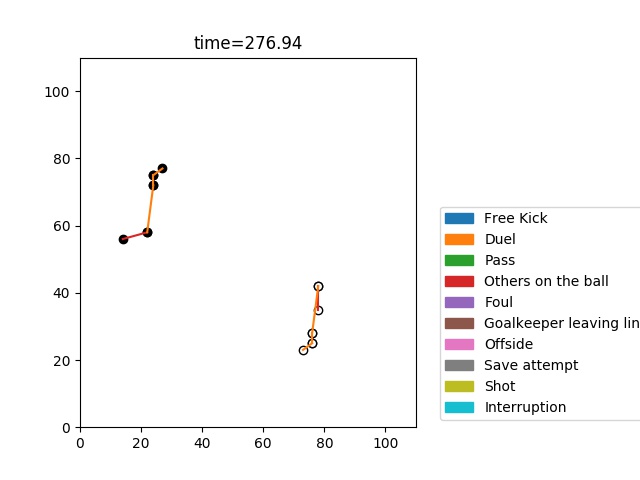 time=276.94
100
80
60
40
20
0
0 20 40 60 80 100
Free Kick
Duel
Pass
Others on the ball
Foul
Goalkeeper leaving lin
Offside
Save attempt
Shot
Interruption